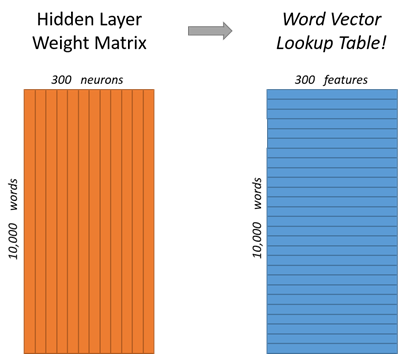 Hidden Layer
Weight Matrix
Word Vector
Lookup Table!
300 neurons
300 features
10,000 words
10,000 words